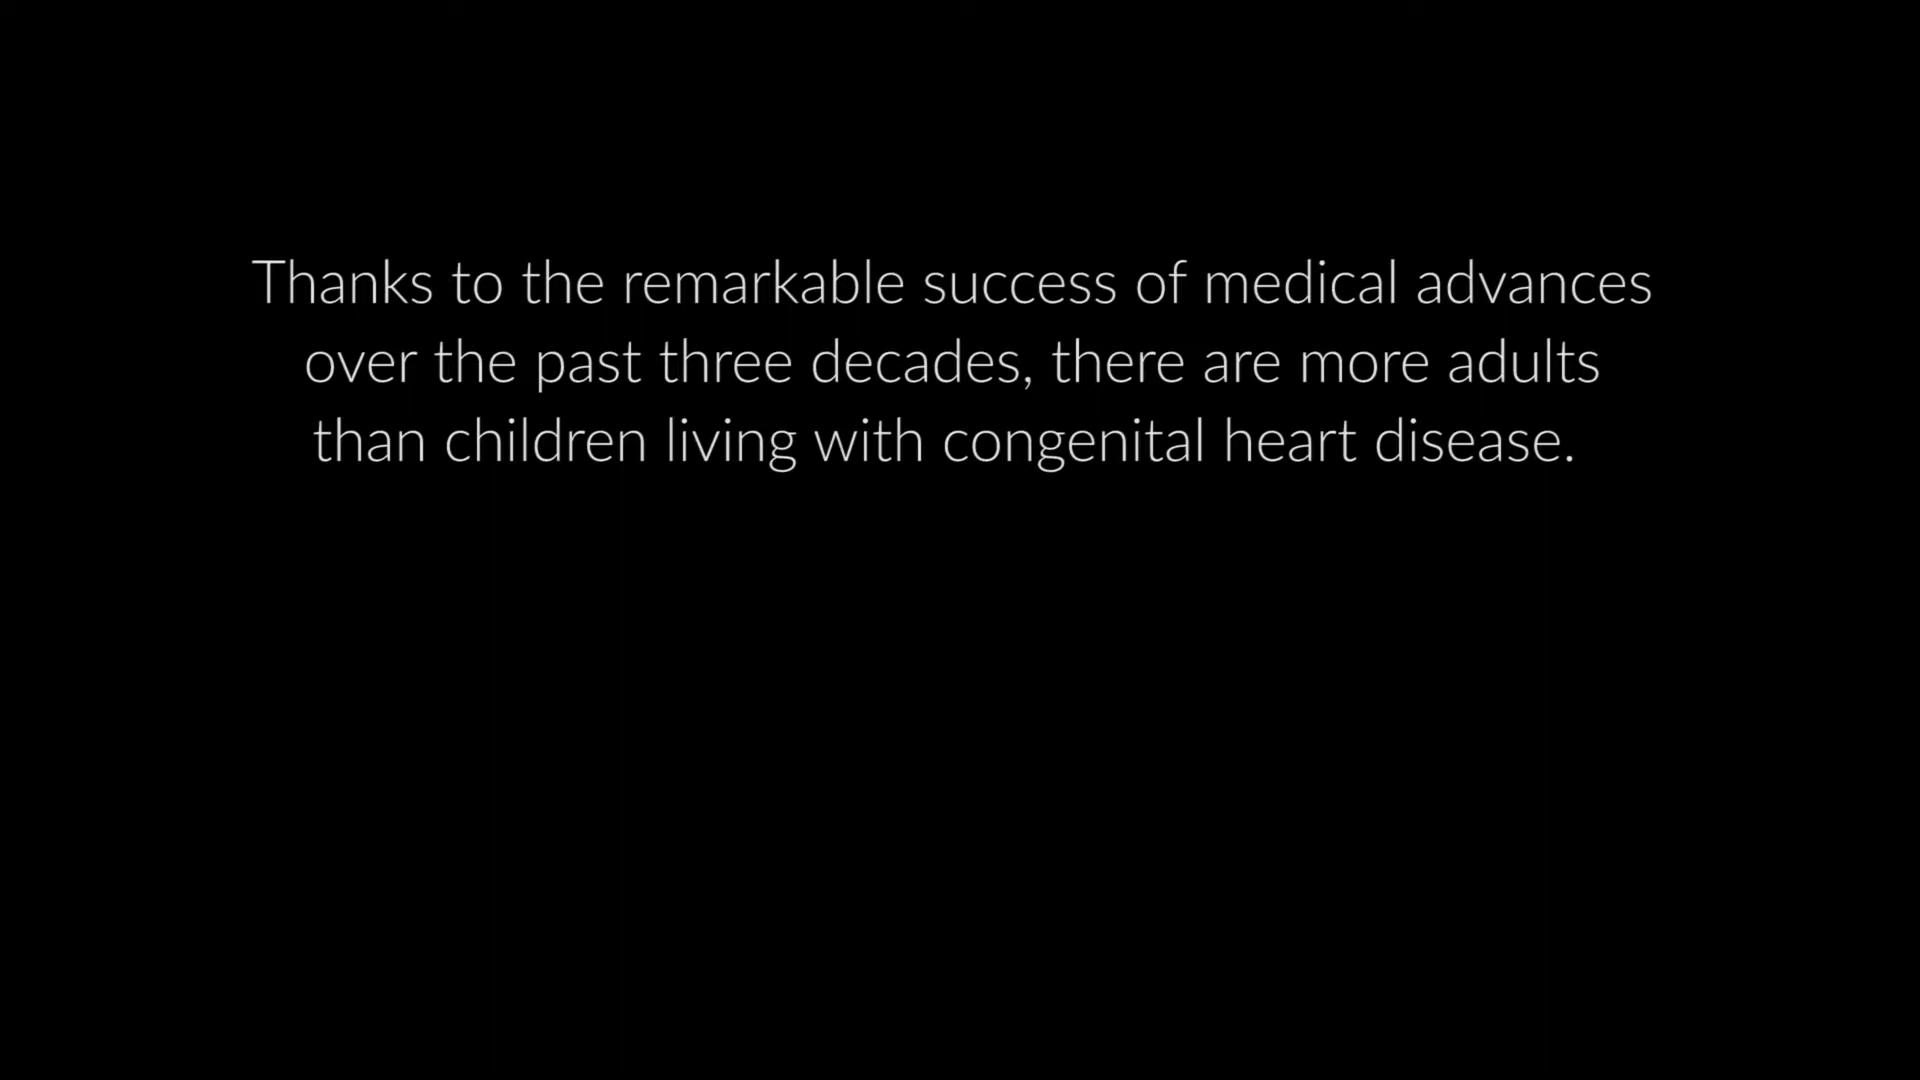 Thanks to the remarkable success of medical advances
over the past three decades, there are more adults
than children living with congenital heart disease.